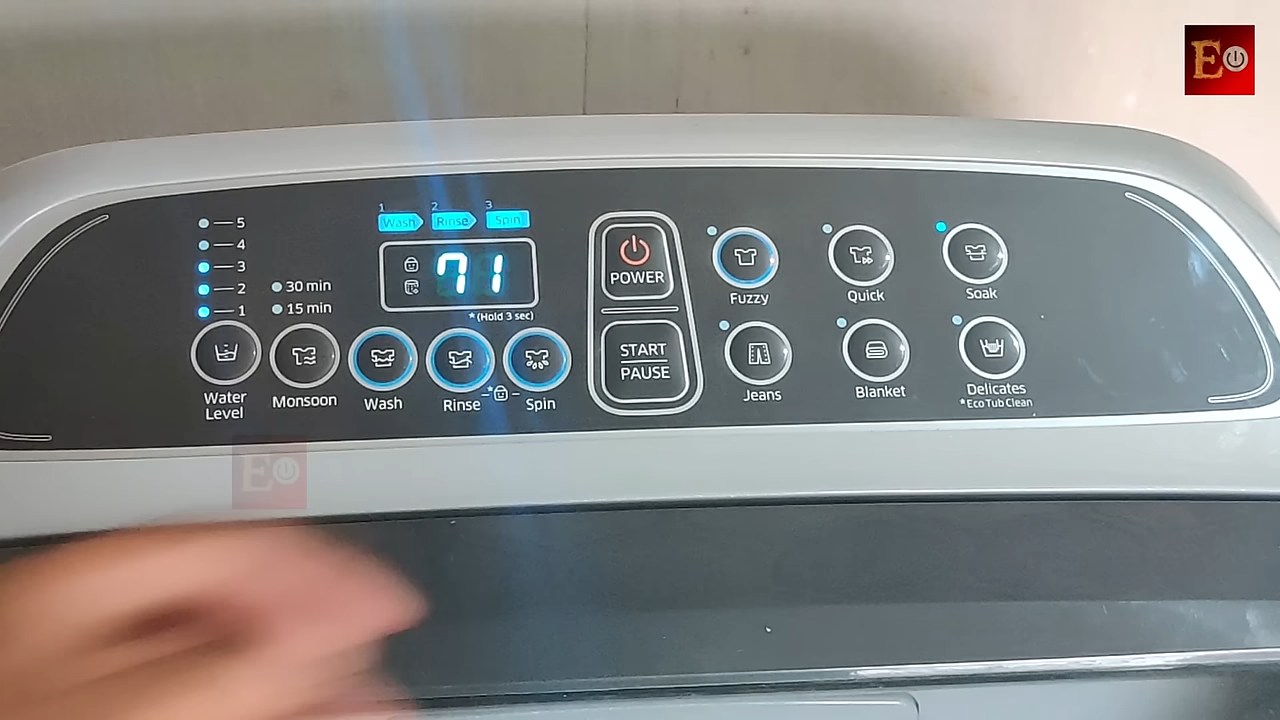 E
5
4
3
2
1
30 min
15 min
1 2 3
Wash Rinse Spin
71
*(Hold 3 sec)
Water
Level
Monsoon
Wash
Rinse
*
Spin
POWER
START
PAUSE
Fuzzy
Quick
Soak
Jeans
Blanket
Delicates
*Eco Tub Clean
E